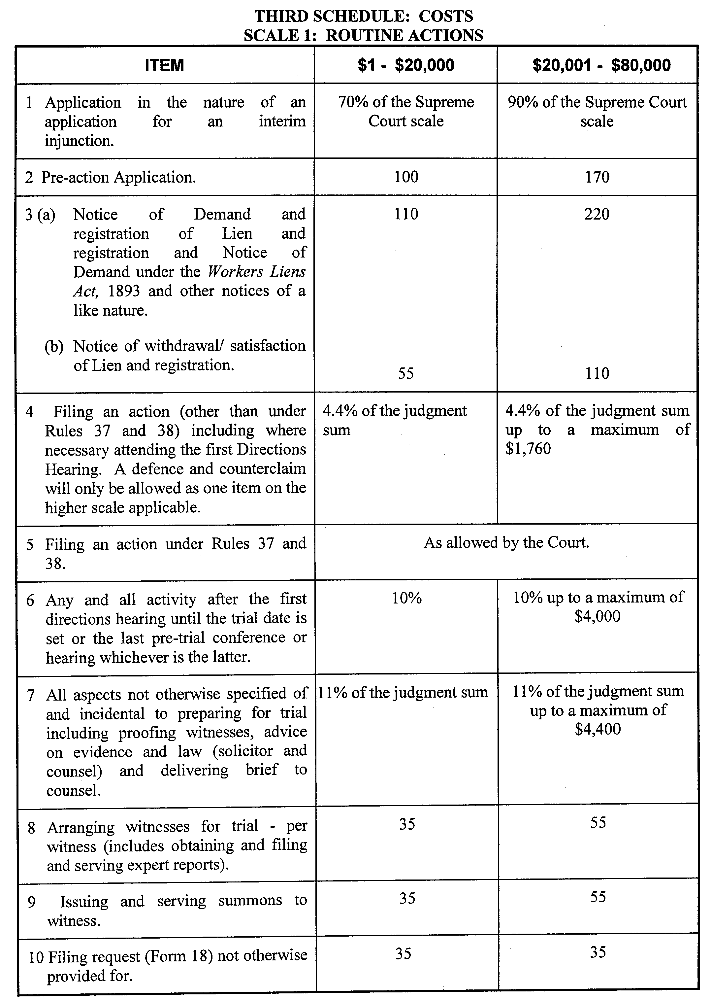 THIRD SCHEDULE: COSTS
SCALE 1: ROUTINE ACTIONS
ITEM
$1 - $20,000
$20,001 - $80,000
1 Application in the nature of an
application for an interim
injunction.
70% of the Supreme
Court scale
90% of the Supreme Court
scale
2 Pre-action Application.
100
170
3 (a) Notice of Demand and
registration of Lien and
registration and Notice of
Demand under the Workers Liens
Act, 1893 and other notices of a
like nature.
110
220
(b) Notice of withdrawal/ satisfaction
of Lien and registration.
55
110
4 Filing an action (other than under
Rules 37 and 38) including where
necessary attending the first Directions
Hearing. A defence and counterclaim
will only be allowed as one item on the
higher scale applicable.
4.4% of the judgment
sum
4.4% of the judgment sum
up to a maximum of
$1,760
5 Filing an action under Rules 37 and
38.
As allowed by the Court.
6 Any and all activity after the first
directions hearing until the trial date is
set or the last pre-trial conference or
hearing whichever is the latter.
10%
10% up to a maximum of
$4,000
7 All aspects not otherwise specified of
and incidental to preparing for trial
including proofing witnesses, advice
on evidence and law (solicitor and
counsel) and delivering brief to
counsel.
11% of the judgment sum
11% of the judgment sum
up to a maximum of
$4,400
8 Arranging witnesses for trial - per
witness (includes obtaining and filing
and serving expert reports).
35
55
9 Issuing and serving summons to
witness.
35
55
10 Filing request (Form 18) not otherwise
provided for.
35
35